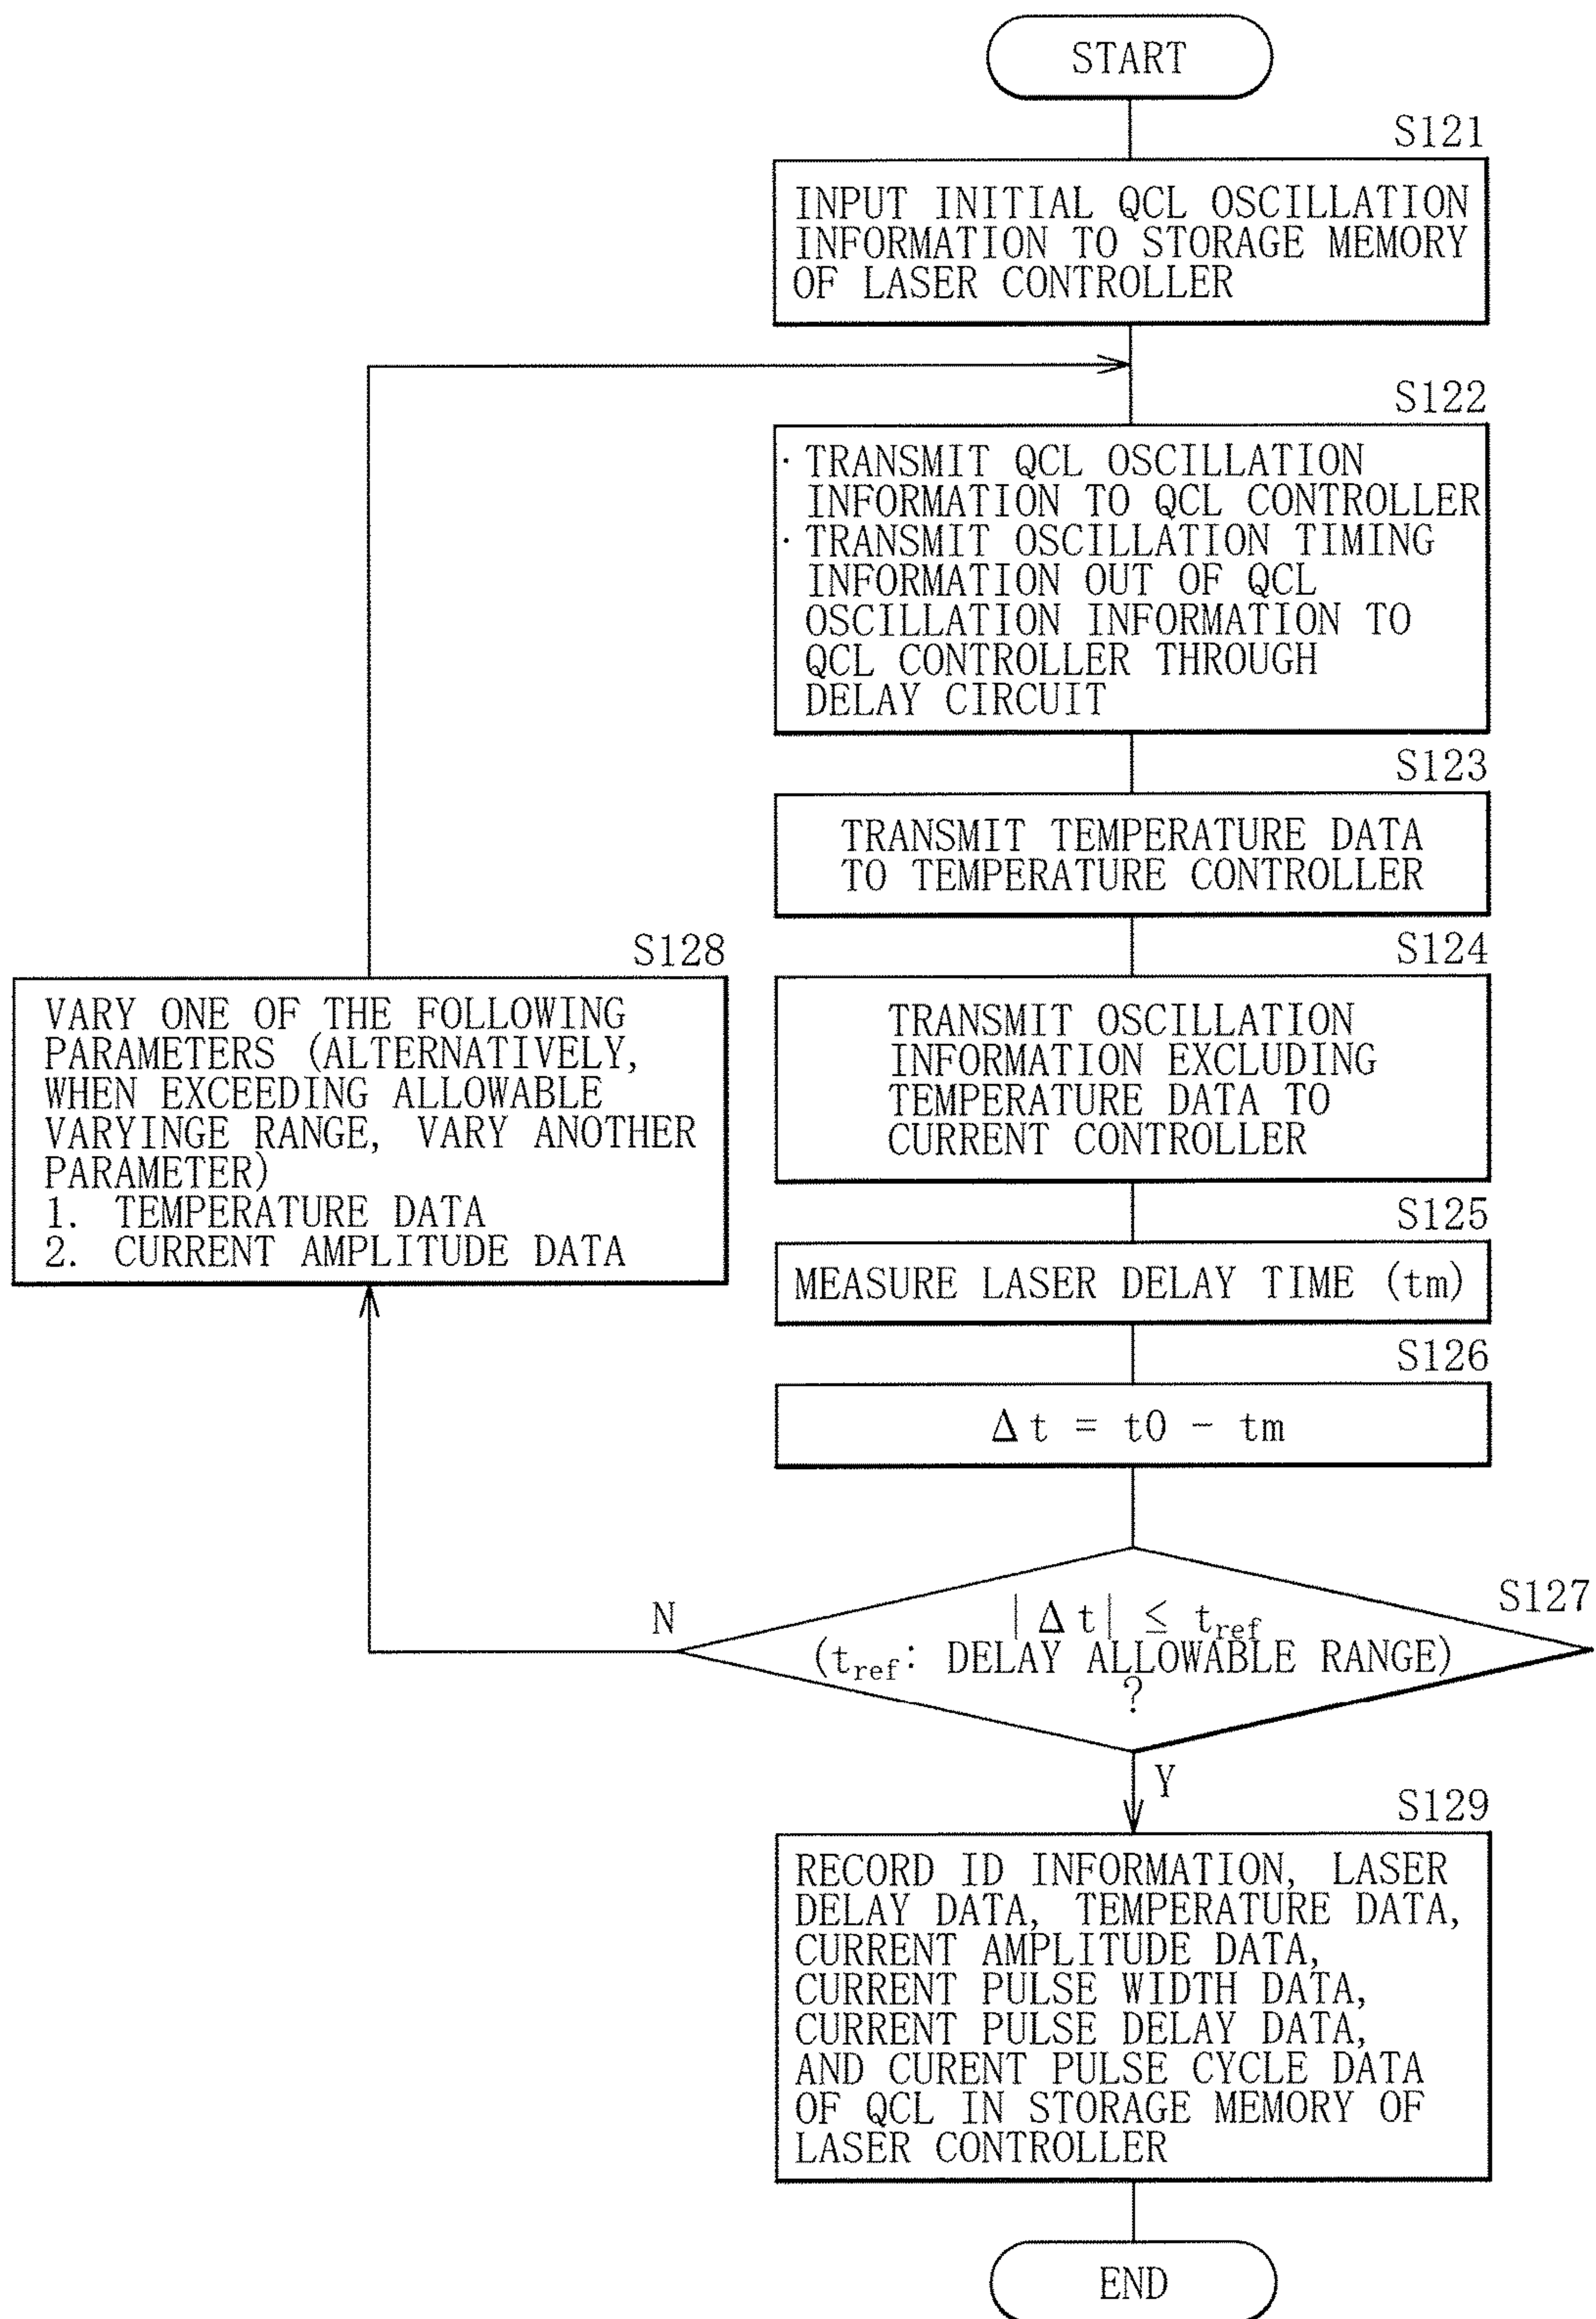 START
S121
INPUT INITIAL QCL OSCILLATION
INFORMATION TO STORAGE MEMORY
OF LASER CONTROLLER
S122
· TRANSMIT QCL OSCILLATION
INFORMATION TO QCL CONTROLLER
· TRANSMIT OSCILLATION TIMING
INFORMATION OUT OF QCL
OSCILLATION INFORMATION TO
QCL CONTROLLER THROUGH
DELAY CIRCUIT
S123
TRANSMIT TEMPERATURE DATA
TO TEMPERATURE CONTROLLER
S124
TRANSMIT OSCILLATION
INFORMATION EXCLUDING
TEMPERATURE DATA TO
CURRENT CONTROLLER
S125
MEASURE LASER DELAY TIME (tm)
S126
Δt = t0 - tm
S127
|Δt| ≤ tref
(tref: DELAY ALLOWABLE RANGE)
?
N
S128
VARY ONE OF THE FOLLOWING
PARAMETERS (ALTERNATIVELY,
WHEN EXCEEDING ALLOWABLE
VARYINGE RANGE, VARY ANOTHER
PARAMETER)
1. TEMPERATURE DATA
2. CURRENT AMPLITUDE DATA
Y
S129
RECORD ID INFORMATION, LASER
DELAY DATA, TEMPERATURE DATA,
CURRENT AMPLITUDE DATA,
CURRENT PULSE WIDTH DATA,
CURRENT PULSE DELAY DATA,
AND CURENT PULSE CYCLE DATA
OF QCL IN STORAGE MEMORY OF
LASER CONTROLLER
END